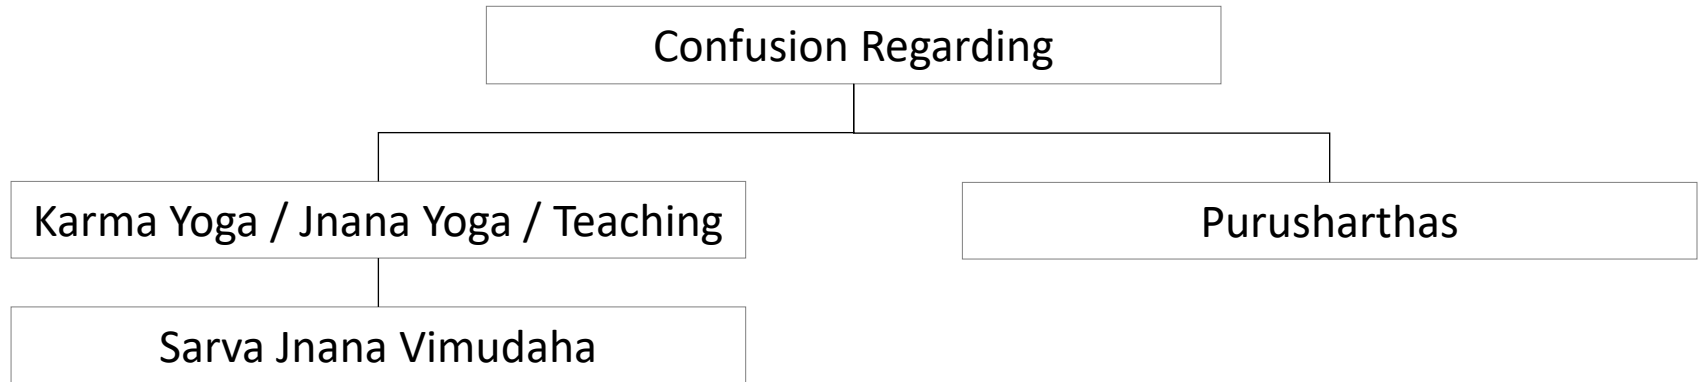 Confusion Regarding
Karma Yoga / Jnana Yoga / Teaching
Purusharthas
Sarva Jnana Vimudaha